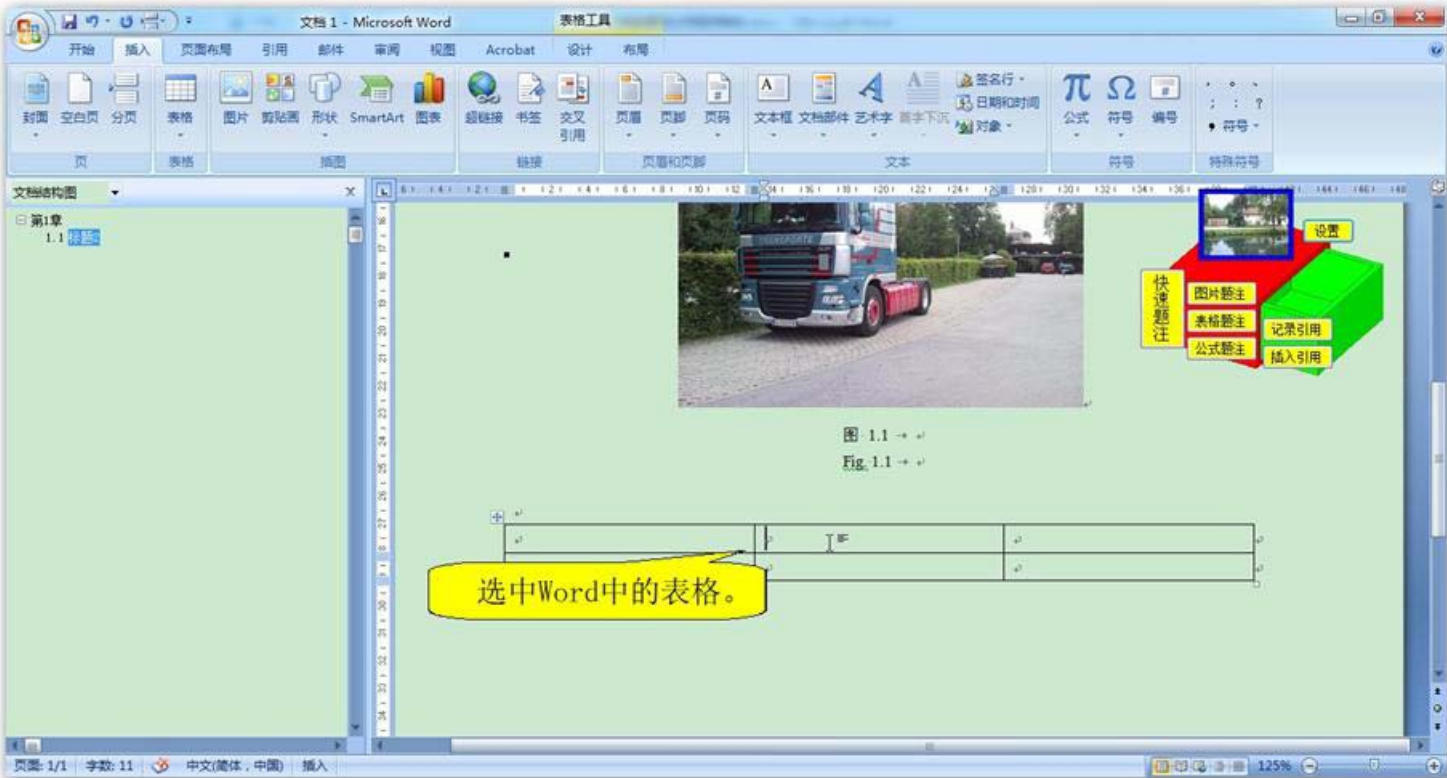 文档 1 - Microsoft Word
表格工具
开始 插入 页面布局 引用 邮件 审阅 视图 Acrobat 设计 布局
封面 空白页 分页 表格 图片 剪贴画 形状 SmartArt 图表 超链接 书签 交叉引用 页眉 页脚 页码 文本框 文档部件 艺术字 首字下沉 签名行 日期和时间 对象 公式 符号 编号 符号
页 表格 插图 链接 页眉和页脚 文本 符号 特殊符号
文档结构图
第1章
1.1 标题2
TRANSPORTS
设置
快速题注
图片题注
表格题注
公式题注
记录引用
插入引用
图 1.1
Fig. 1.1
选中Word中的表格。
页面: 1/1 字数: 11 中文(简体，中国) 插入 125%